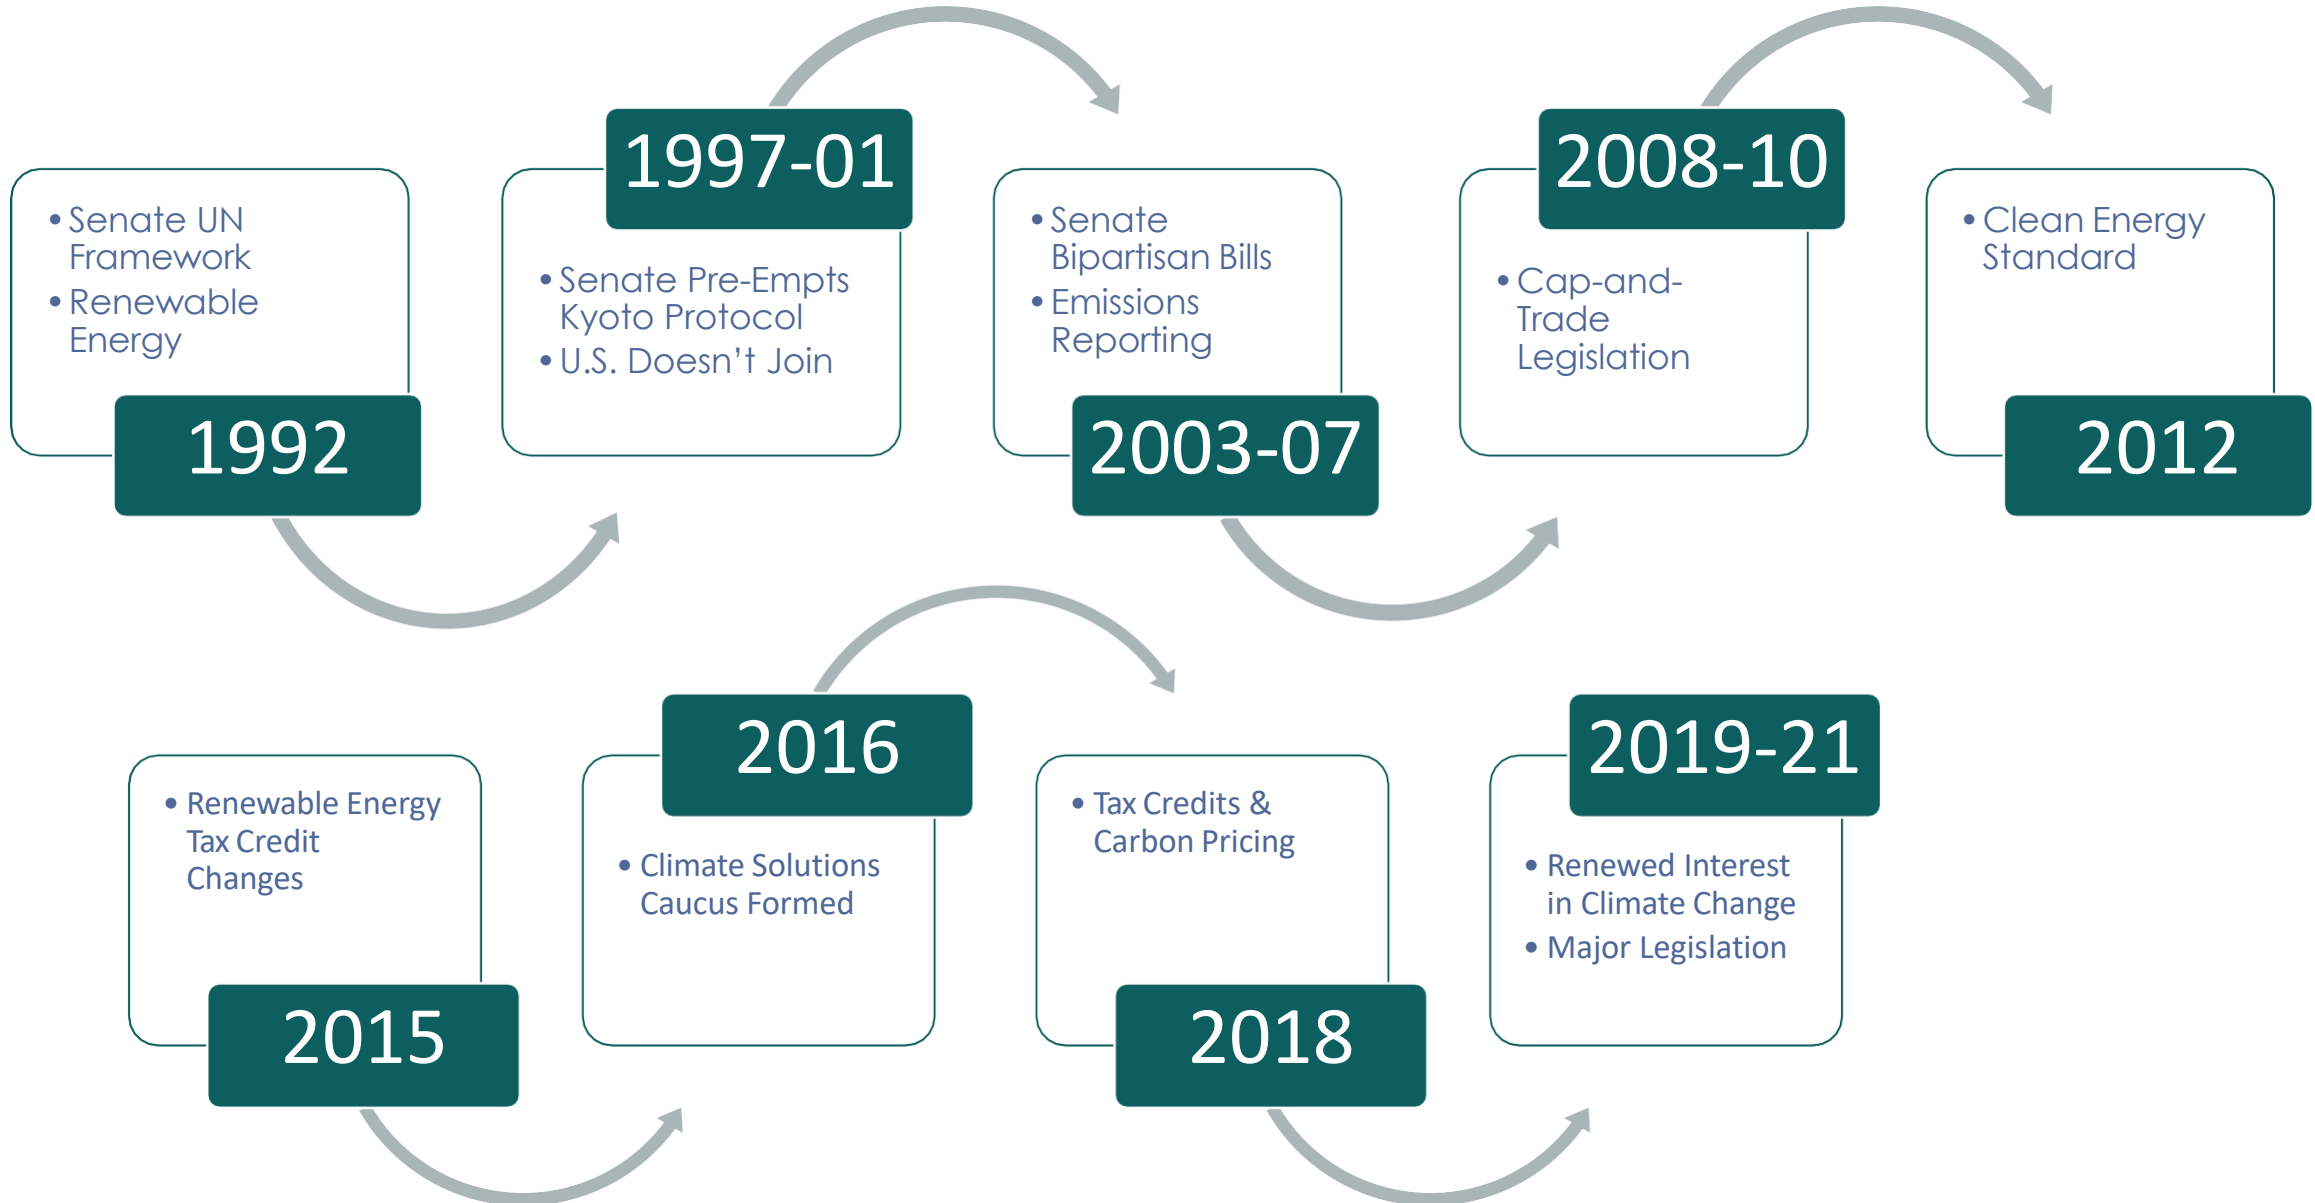 • Senate UN
Framework
• Renewable
Energy
1992
1997-01
• Senate Pre-Empts
Kyoto Protocol
• U.S. Doesn’t Join
• Senate
Bipartisan Bills
• Emissions
Reporting
2003-07
2008-10
• Cap-and-
Trade
Legislation
• Clean Energy
Standard
2012
• Renewable Energy
Tax Credit
Changes
2015
2016
• Climate Solutions
Caucus Formed
• Tax Credits &
Carbon Pricing
2018
2019-21
• Renewed Interest
in Climate Change
• Major Legislation